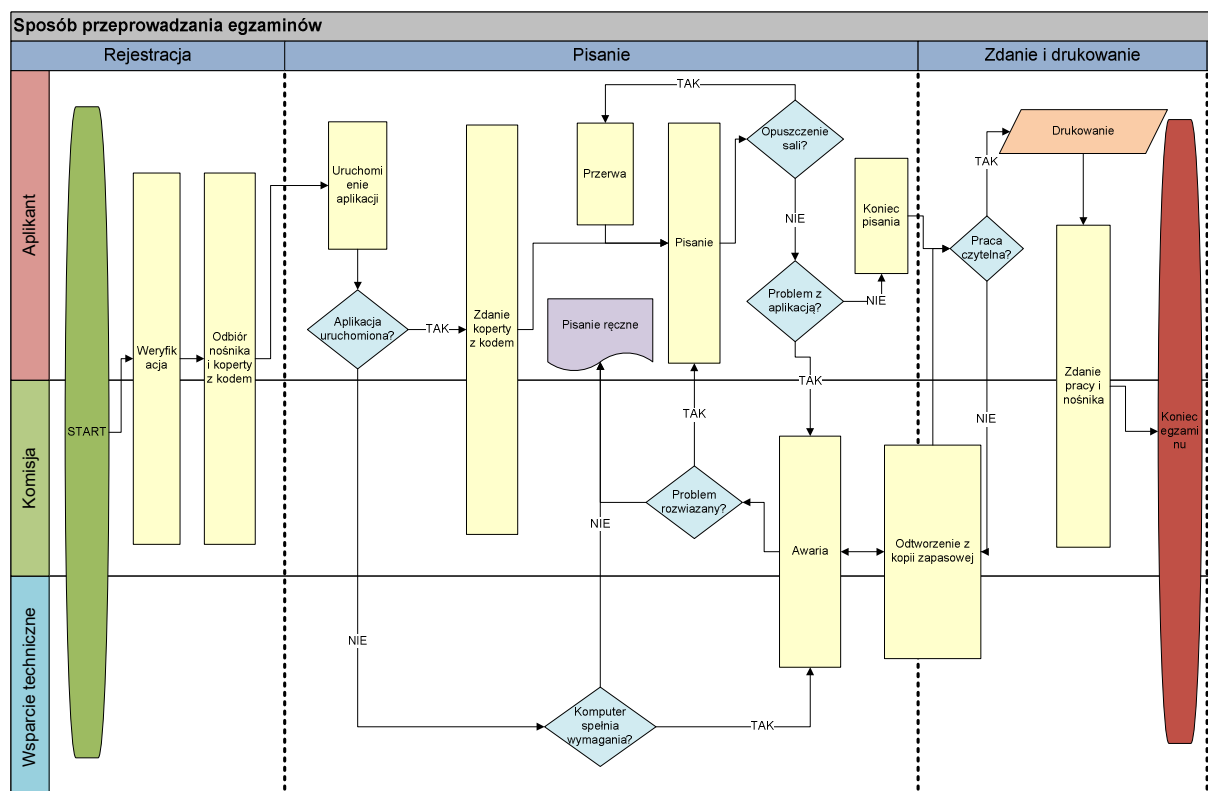 Sposób przeprowadzania egzaminów
Rejestracja
Pisanie
Zdanie i drukowanie
Aplikant
Komisja
Wsparcie techniczne
START
Weryfik
acja
Odbiór
nośnika
i koperty
z kodem
Uruchomi
enie
aplikacji
Aplikacja
uruchomiona?
TAK
NIE
Zdanie
koperty
z kodem
Przerwa
TAK
Pisanie
Pisanie ręczne
Opuszczenie
sali?
NIE
Problem z
aplikacją?
NIE
TAK
Koniec
pisania
Problem
rozwiazany?
TAK
NIE
Awaria
Odtworzenie z
kopii zapasowej
Komputer
spełnia
wymagania?
TAK
Praca
czytelna?
TAK
NIE
Drukowanie
Zdanie
pracy i
nośnika
Koniec
egzami
nu